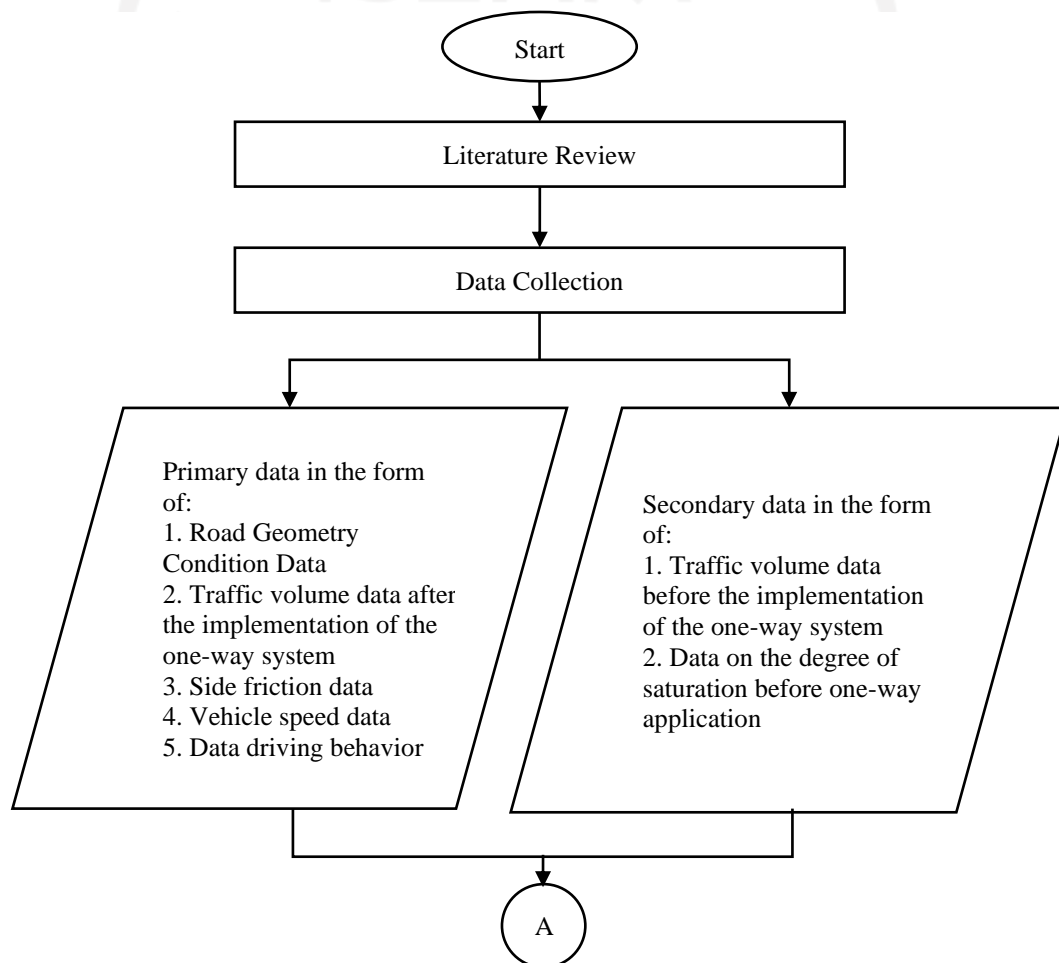 Start
Literature Review
Data Collection
Primary data in the form
of:
1. Road Geometry
Condition Data
2. Traffic volume data after
the implementation of the
one-way system
3. Side friction data
4. Vehicle speed data
5. Data driving behavior
Secondary data in the form
of:
1. Traffic volume data
before the implementation
of the one-way system
2. Data on the degree of
saturation before one-way
application
A